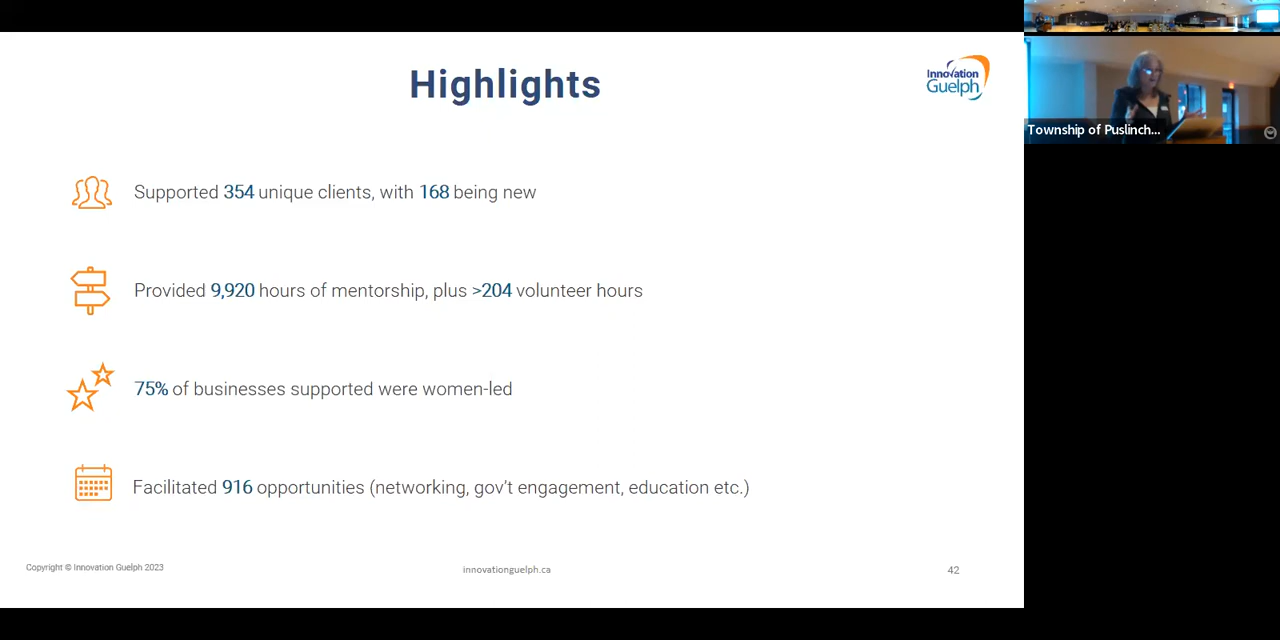 Highlights
Innovation
Guelph
Township of Puslinch...
Supported 354 unique clients, with 168 being new
Provided 9,920 hours of mentorship, plus >204 volunteer hours
75% of businesses supported were women-led
Facilitated 916 opportunities (networking, gov't engagement, education etc.)
Copyright © Innovation Guelph 2023
innovationguelph.ca
42